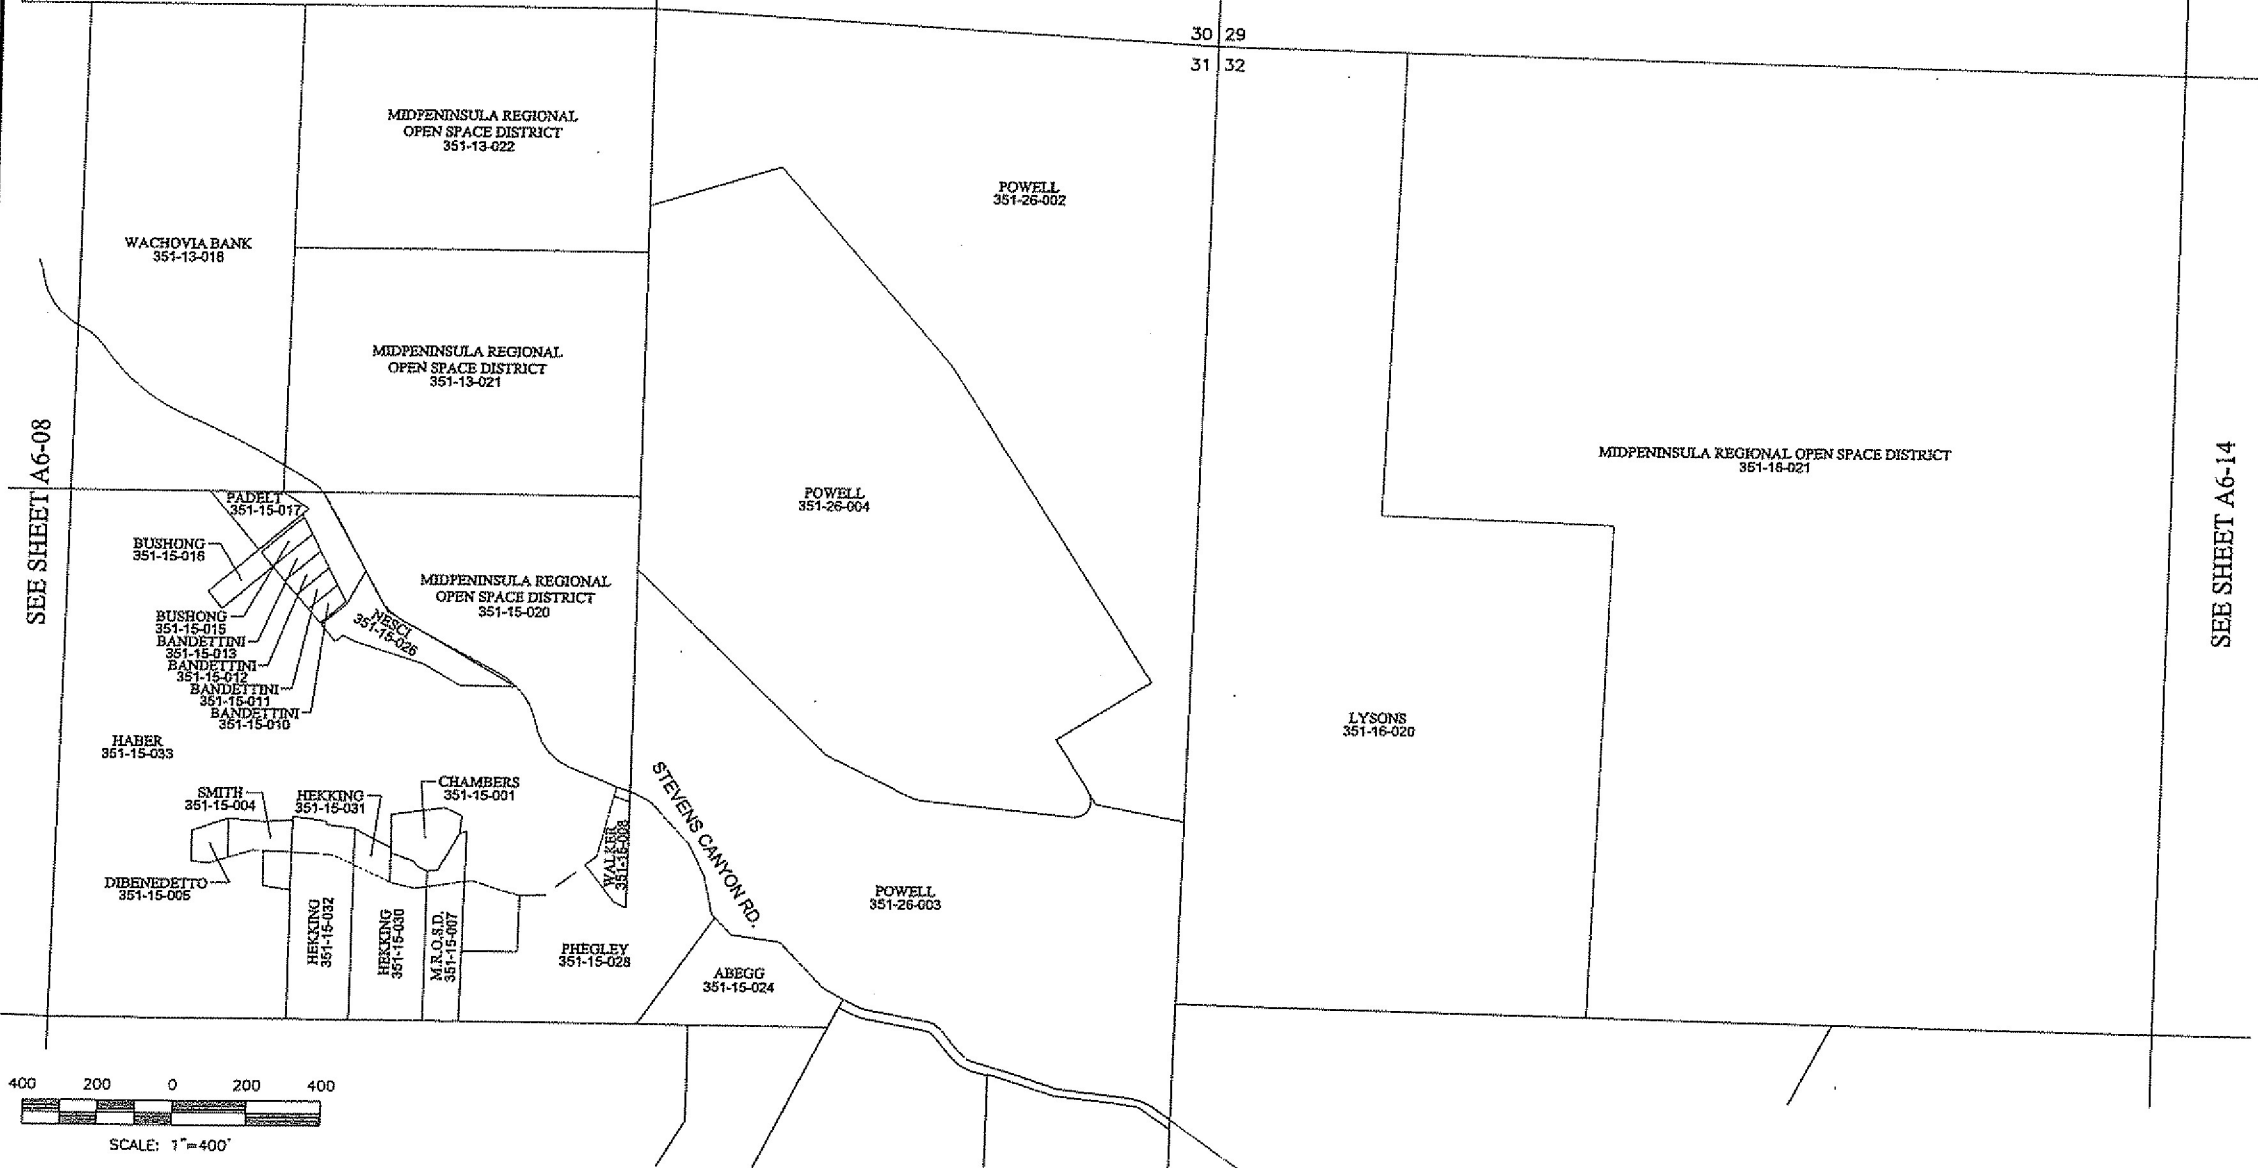 30 29
31 32
MIDPENINSULA REGIONAL
OPEN SPACE DISTRICT
351-13-022
POWELL
351-26-002
WACHOVIA BANK
351-13-018
MIDPENINSULA REGIONAL
OPEN SPACE DISTRICT
351-13-021
SEE SHEET A6-08
MIDPENINSULA REGIONAL OPEN SPACE DISTRICT
351-16-021
SEE SHEET A6-14
PADELT
351-15-017
POWELL
351-26-004
BUSHONG
351-15-016
MIDPENINSULA REGIONAL
OPEN SPACE DISTRICT
351-15-020
BUSHONG
351-15-015
NESCI
351-15-026
BANDETTINI
351-15-013
BANDETTINI
351-15-012
BANDETTINI
351-15-011
BANDETTINI
351-15-010
HABER
351-15-033
LYSONS
351-16-020
SMITH
351-15-004
HEKKING
351-15-031
CHAMBERS
351-15-001
STEVENS CANYON RD.
WALKER
DIBENEDETTO
351-15-005
HEKKING
351-15-032
HEKKING
351-15-030
M.R.O.S.D.
351-15-007
PHEGLEY
351-15-028
POWELL
351-26-003
ABEGG
351-15-024
400 200 0 200 400
SCALE: 1"=400'